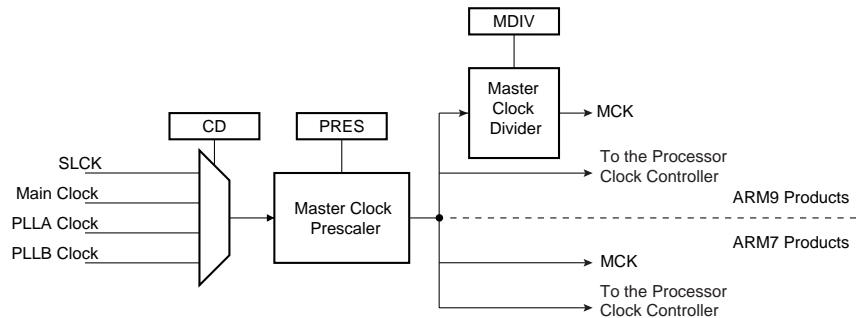 MDIV
Master
Clock
Divider
MCK
CD
PRES
SLCK
Main Clock
PLLA Clock
PLLB Clock
Master Clock
Prescaler
To the Processor
Clock Controller
ARM9 Products
ARM7 Products
MCK
To the Processor
Clock Controller